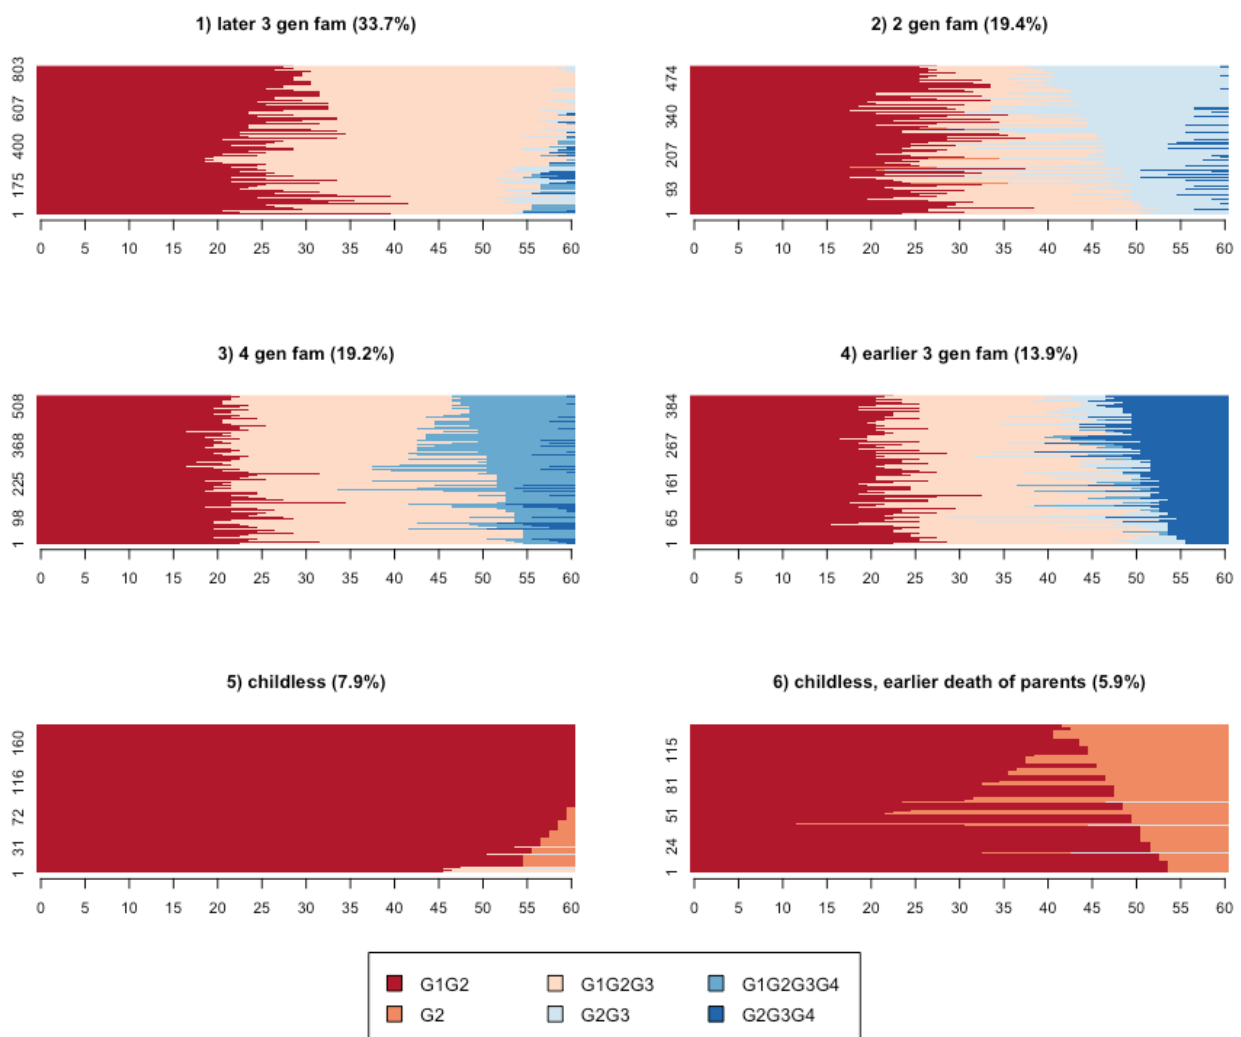 1) later 3 gen fam (33.7%)
803
607
400
175
1
0 5 10 15 20 25 30 35 40 45 50 55 60
2) 2 gen fam (19.4%)
474
340
207
93
1
0 5 10 15 20 25 30 35 40 45 50 55 60
3) 4 gen fam (19.2%)
508
368
225
98
1
0 5 10 15 20 25 30 35 40 45 50 55 60
4) earlier 3 gen fam (13.9%)
384
267
161
65
1
0 5 10 15 20 25 30 35 40 45 50 55 60
5) childless (7.9%)
160
116
72
31
1
0 5 10 15 20 25 30 35 40 45 50 55 60
6) childless, earlier death of parents (5.9%)
115
81
51
24
1
0 5 10 15 20 25 30 35 40 45 50 55 60
G1G2 G1G2G3 G1G2G3G4
G2 G2G3 G2G3G4